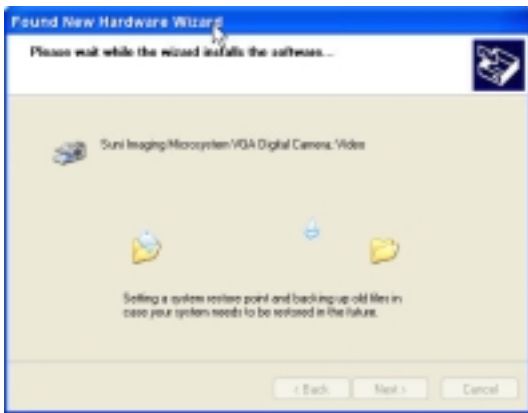 Found New Hardware Wizard
Please wait while the wizard installs the software...
Suni Imaging Microsystem VGA Digital Camera: Video
Setting a system restore point and backing up old files in
case your system needs to be restored in the future.
< Back
Next >
Cancel